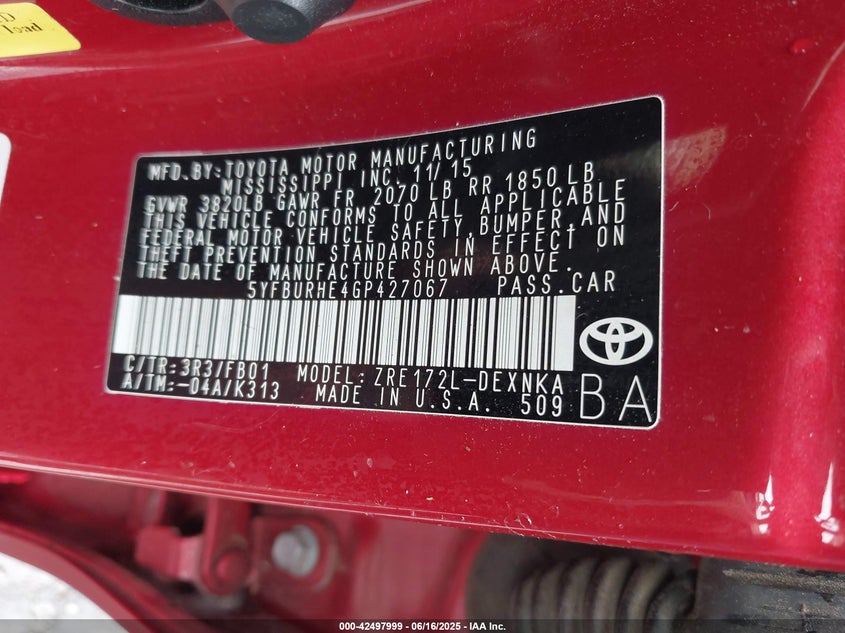 Load
MFD. BY: TOYOTA MOTOR MANUFACTURING
MISSISSIPPI INC. 11/15
GVWR 3820LB GAWR FR 2070 LB RR 1850 LB
THIS VEHICLE CONFORMS TO ALL APPLICABLE
FEDERAL MOTOR VEHICLE SAFETY, BUMPER, AND
THEFT PREVENTION STANDARDS IN EFFECT ON
THE DATE OF MANUFACTURE SHOWN ABOVE.
5YFBURHE4GP427067 PASS.CAR
C/TR: 3R3/FB01 MODEL: ZRE172L-DEXNKA
A/TM: -04A/K313 MADE IN U.S.A. 509 BA
000-42497999 - 06/16/2025 - IAA Inc.